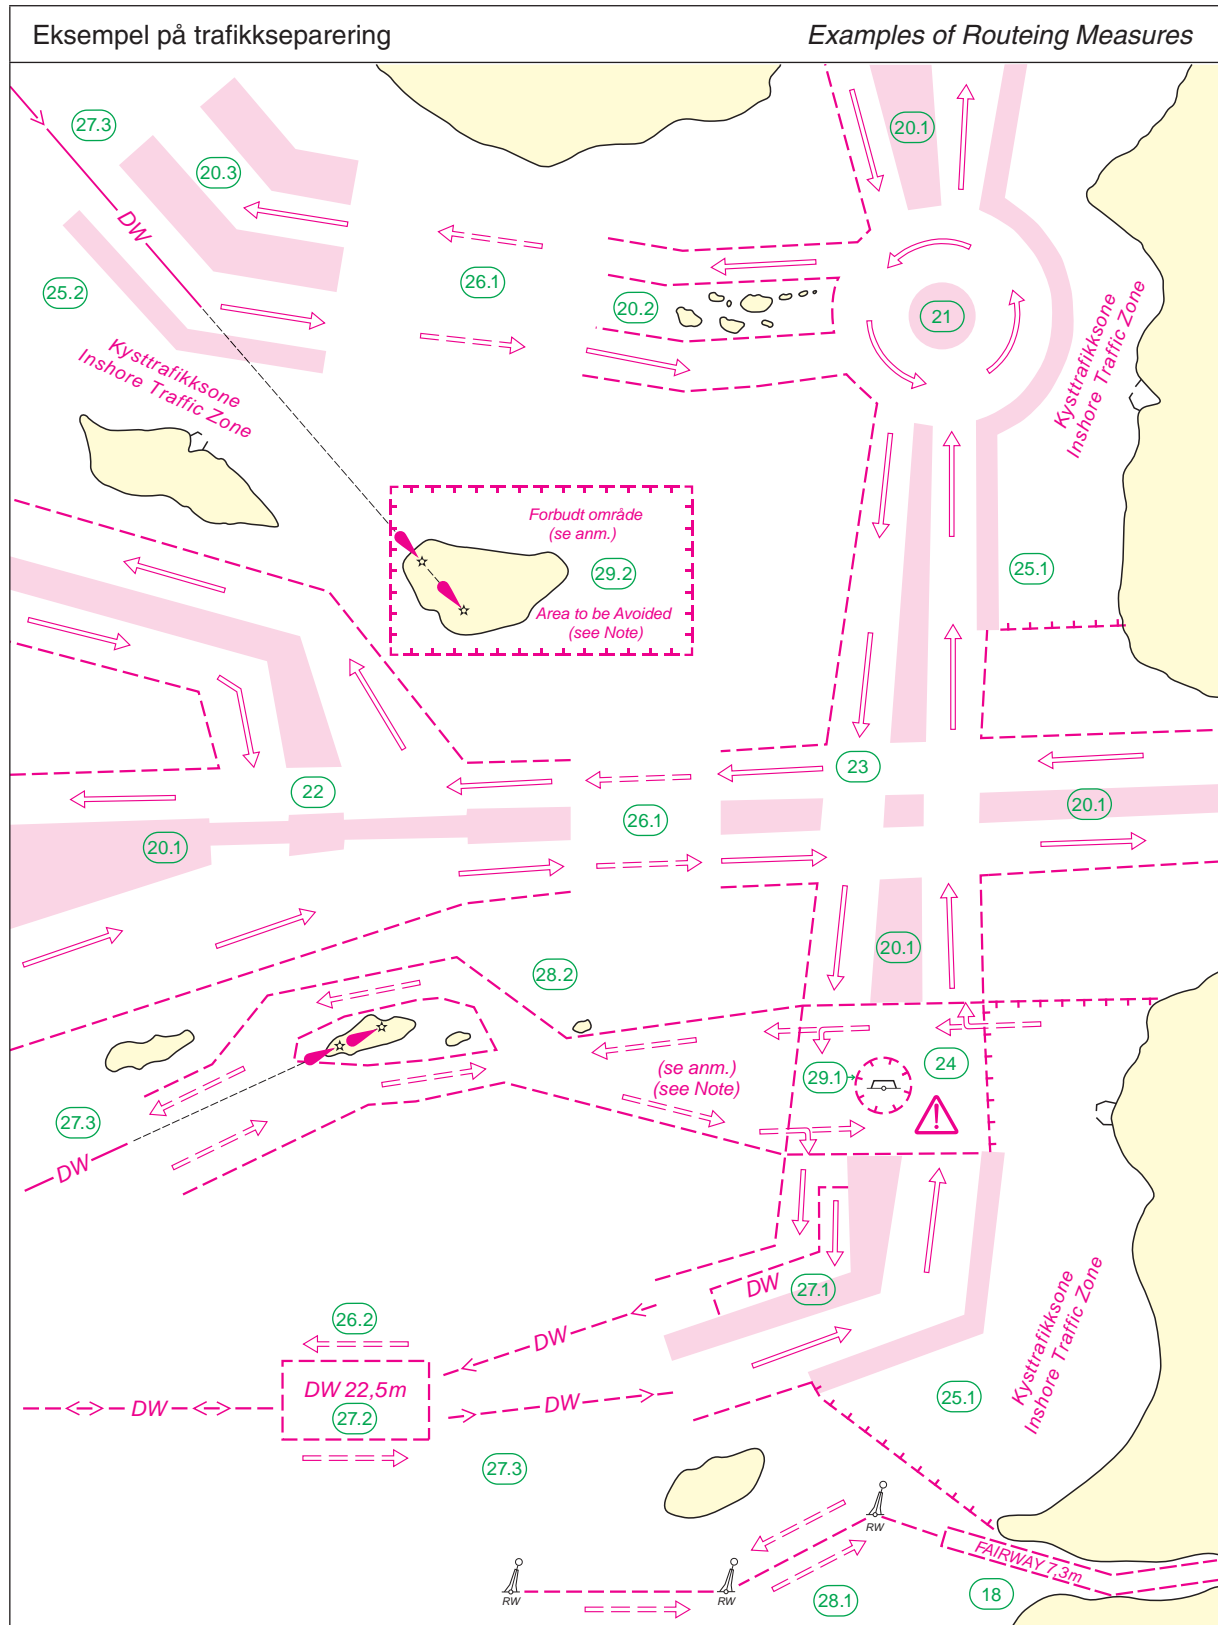 Eksempel på trafikkseparering
Examples of Routeing Measures
27.3
20.1
20.3
DW
25.2
26.1
20.2
21
Kysttrafikksone
Inshore Traffic Zone
Kysttrafikksone
Inshore Traffic Zone
Forbudt område
(se anm.)
29.2
Area to be Avoided
(see Note)
25.1
23
22
26.1
20.1
20.1
20.1
28.2
(se anm.)
(see Note)
29.1
24
27.3
DW
DW
27.1
Kysttrafikksone
Inshore Traffic Zone
26.2
DW
DW 22,5m
27.2
DW
DW
25.1
27.3
RW
RW
RW
FAIRWAY 7,3m
28.1
18